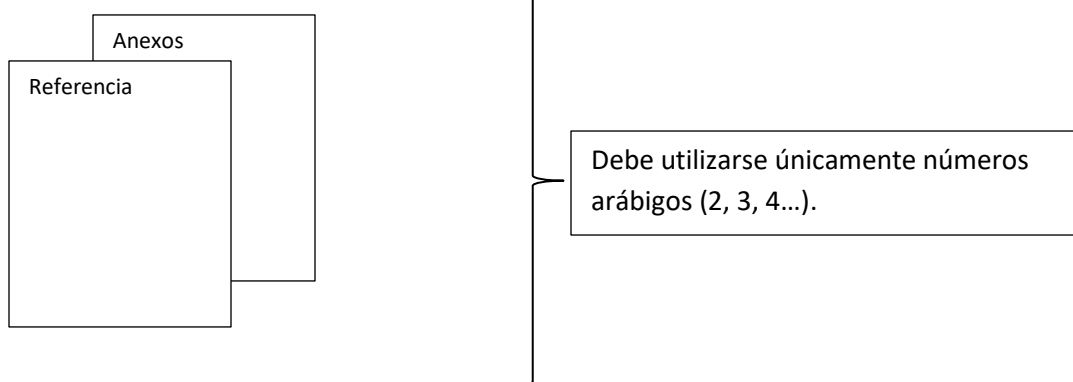 Anexos
Referencia
Debe utilizarse únicamente números
arábigos (2, 3, 4…).